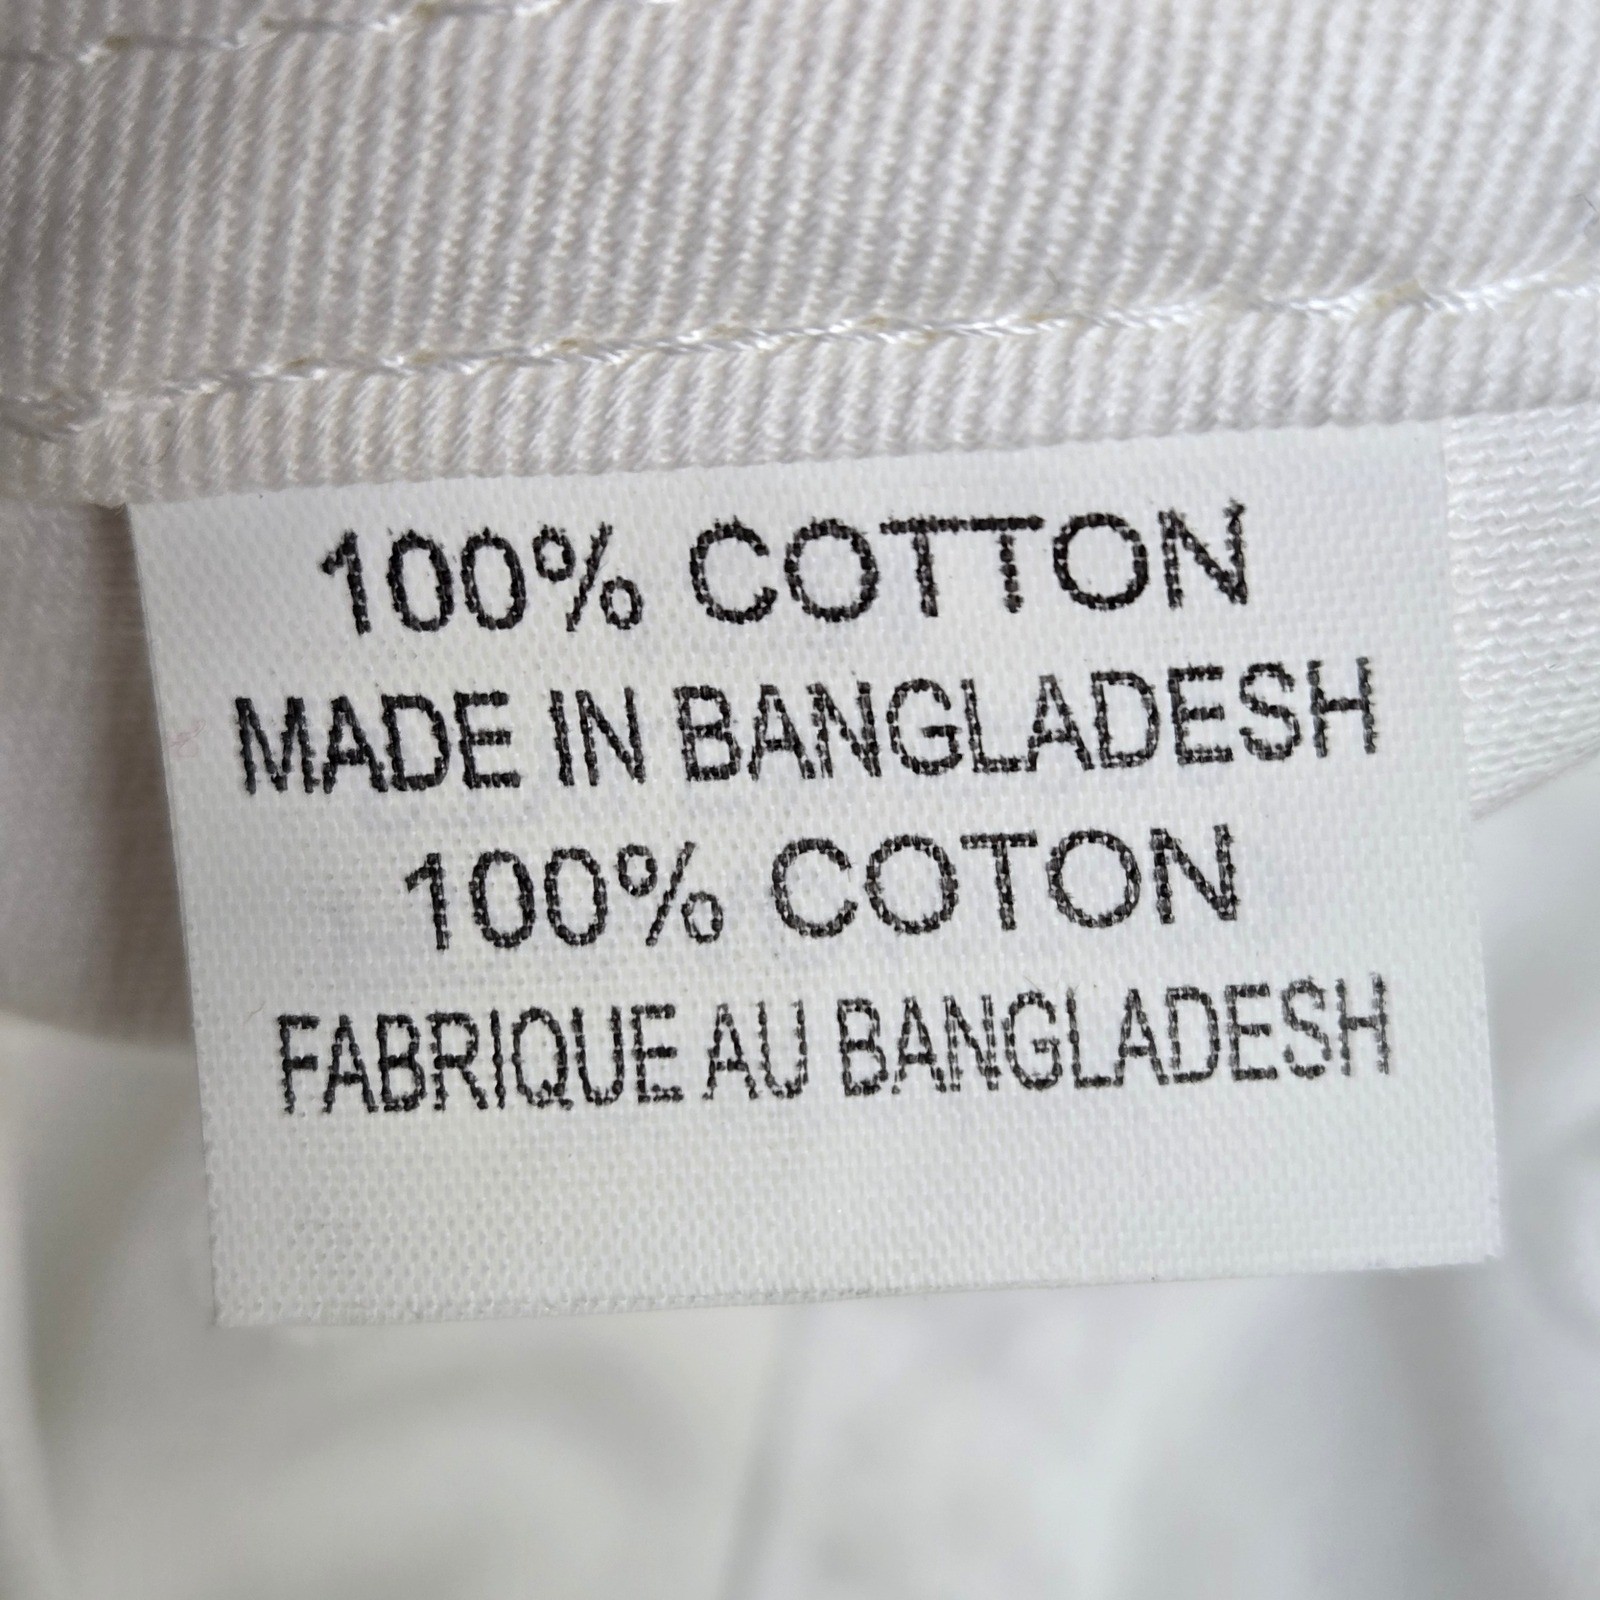 100% COTTON
MADE IN BANGLADESH
100% COTON
FABRIQUE AU BANGLADESH